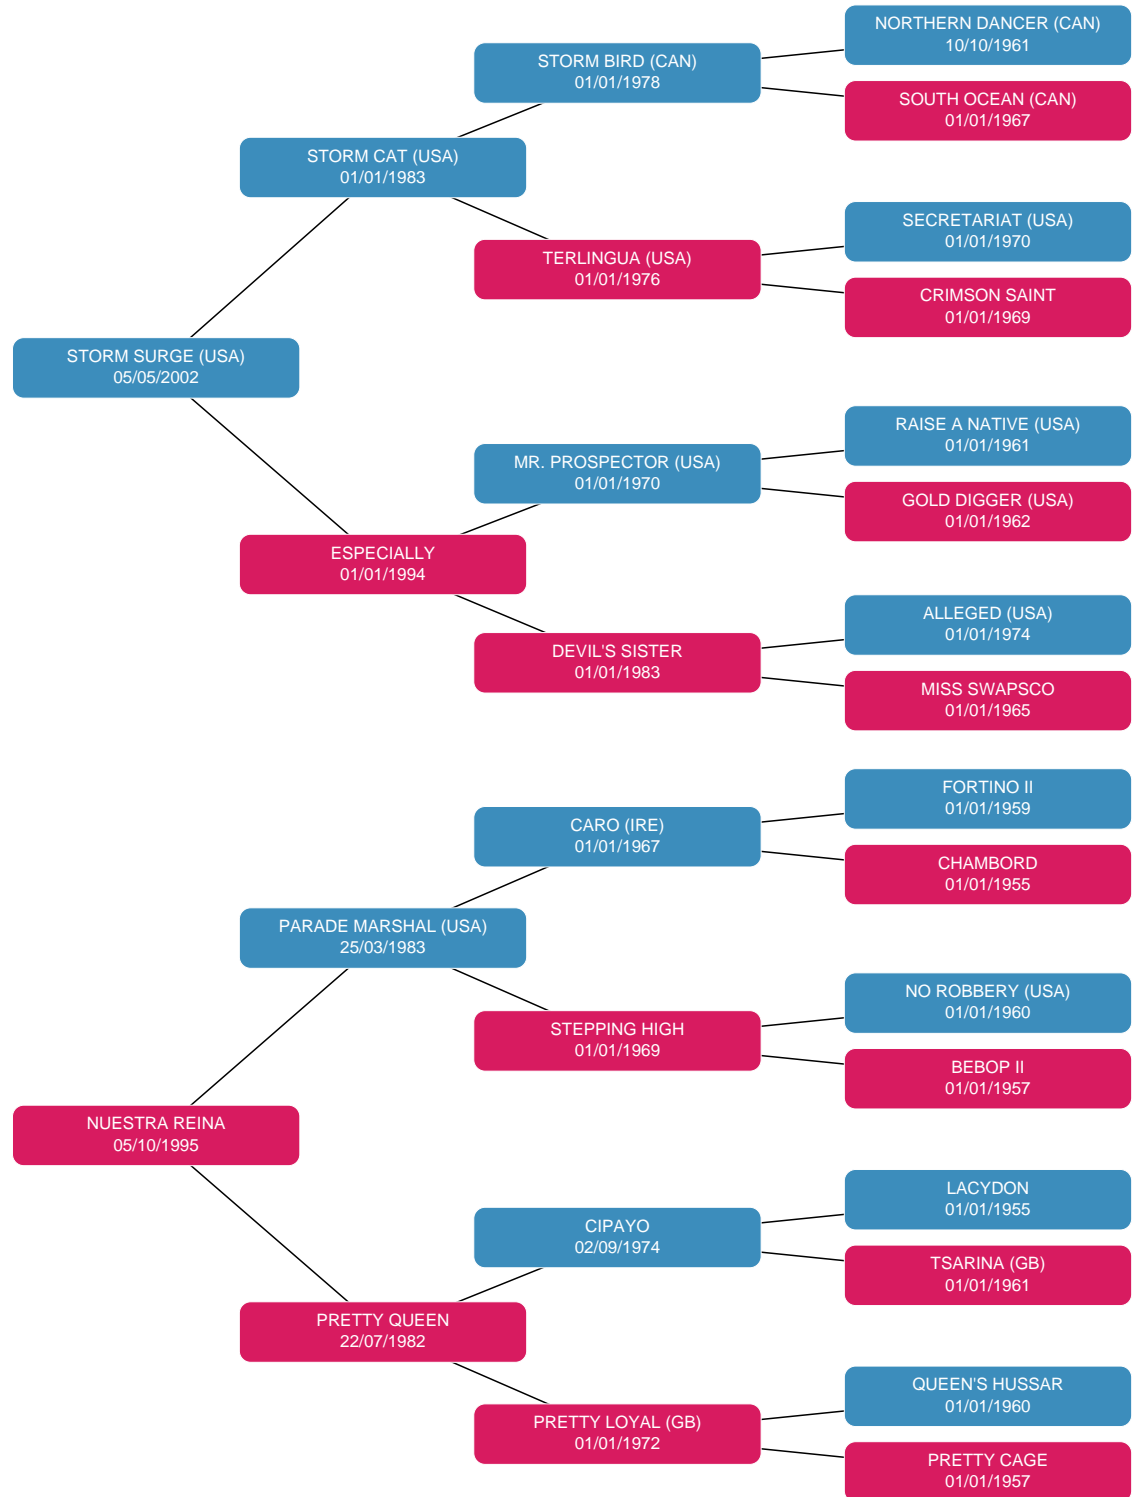 NORTHERN DANCER (CAN)
10/10/1961
STORM BIRD (CAN)
01/01/1978
SOUTH OCEAN (CAN)
01/01/1967
STORM CAT (USA)
01/01/1983
SECRETARIAT (USA)
01/01/1970
TERLINGUA (USA)
01/01/1976
CRIMSON SAINT
01/01/1969
STORM SURGE (USA)
05/05/2002
RAISE A NATIVE (USA)
01/01/1961
MR. PROSPECTOR (USA)
01/01/1970
GOLD DIGGER (USA)
01/01/1962
ESPECIALLY
01/01/1994
ALLEGED (USA)
01/01/1974
DEVIL'S SISTER
01/01/1983
MISS SWAPSCO
01/01/1965
FORTINO II
01/01/1959
CARO (IRE)
01/01/1967
CHAMBORD
01/01/1955
PARADE MARSHAL (USA)
25/03/1983
NO ROBBERY (USA)
01/01/1960
STEPPING HIGH
01/01/1969
BEBOP II
01/01/1957
NUESTRA REINA
05/10/1995
LACYDON
01/01/1955
CIPAYO
02/09/1974
TSARINA (GB)
01/01/1961
PRETTY QUEEN
22/07/1982
QUEEN'S HUSSAR
01/01/1960
PRETTY LOYAL (GB)
01/01/1972
PRETTY CAGE
01/01/1957